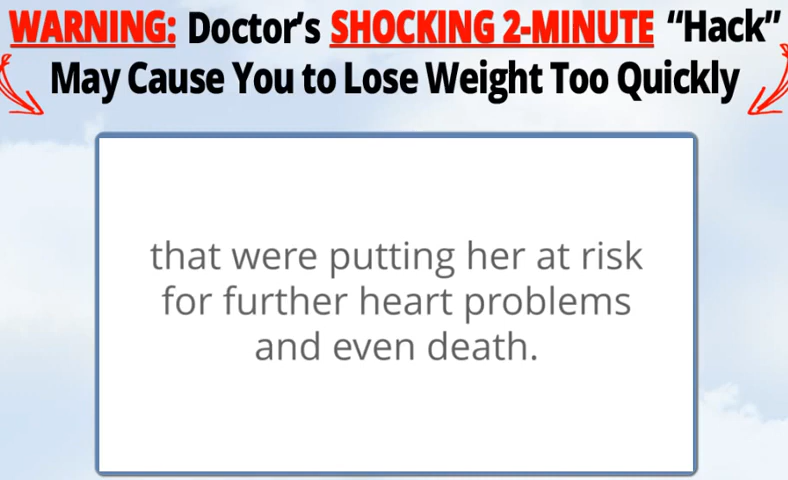 WARNING: Doctor's SHOCKING 2-MINUTE “Hack”
May Cause You to Lose Weight Too Quickly
that were putting her at risk
for further heart problems
and even death.